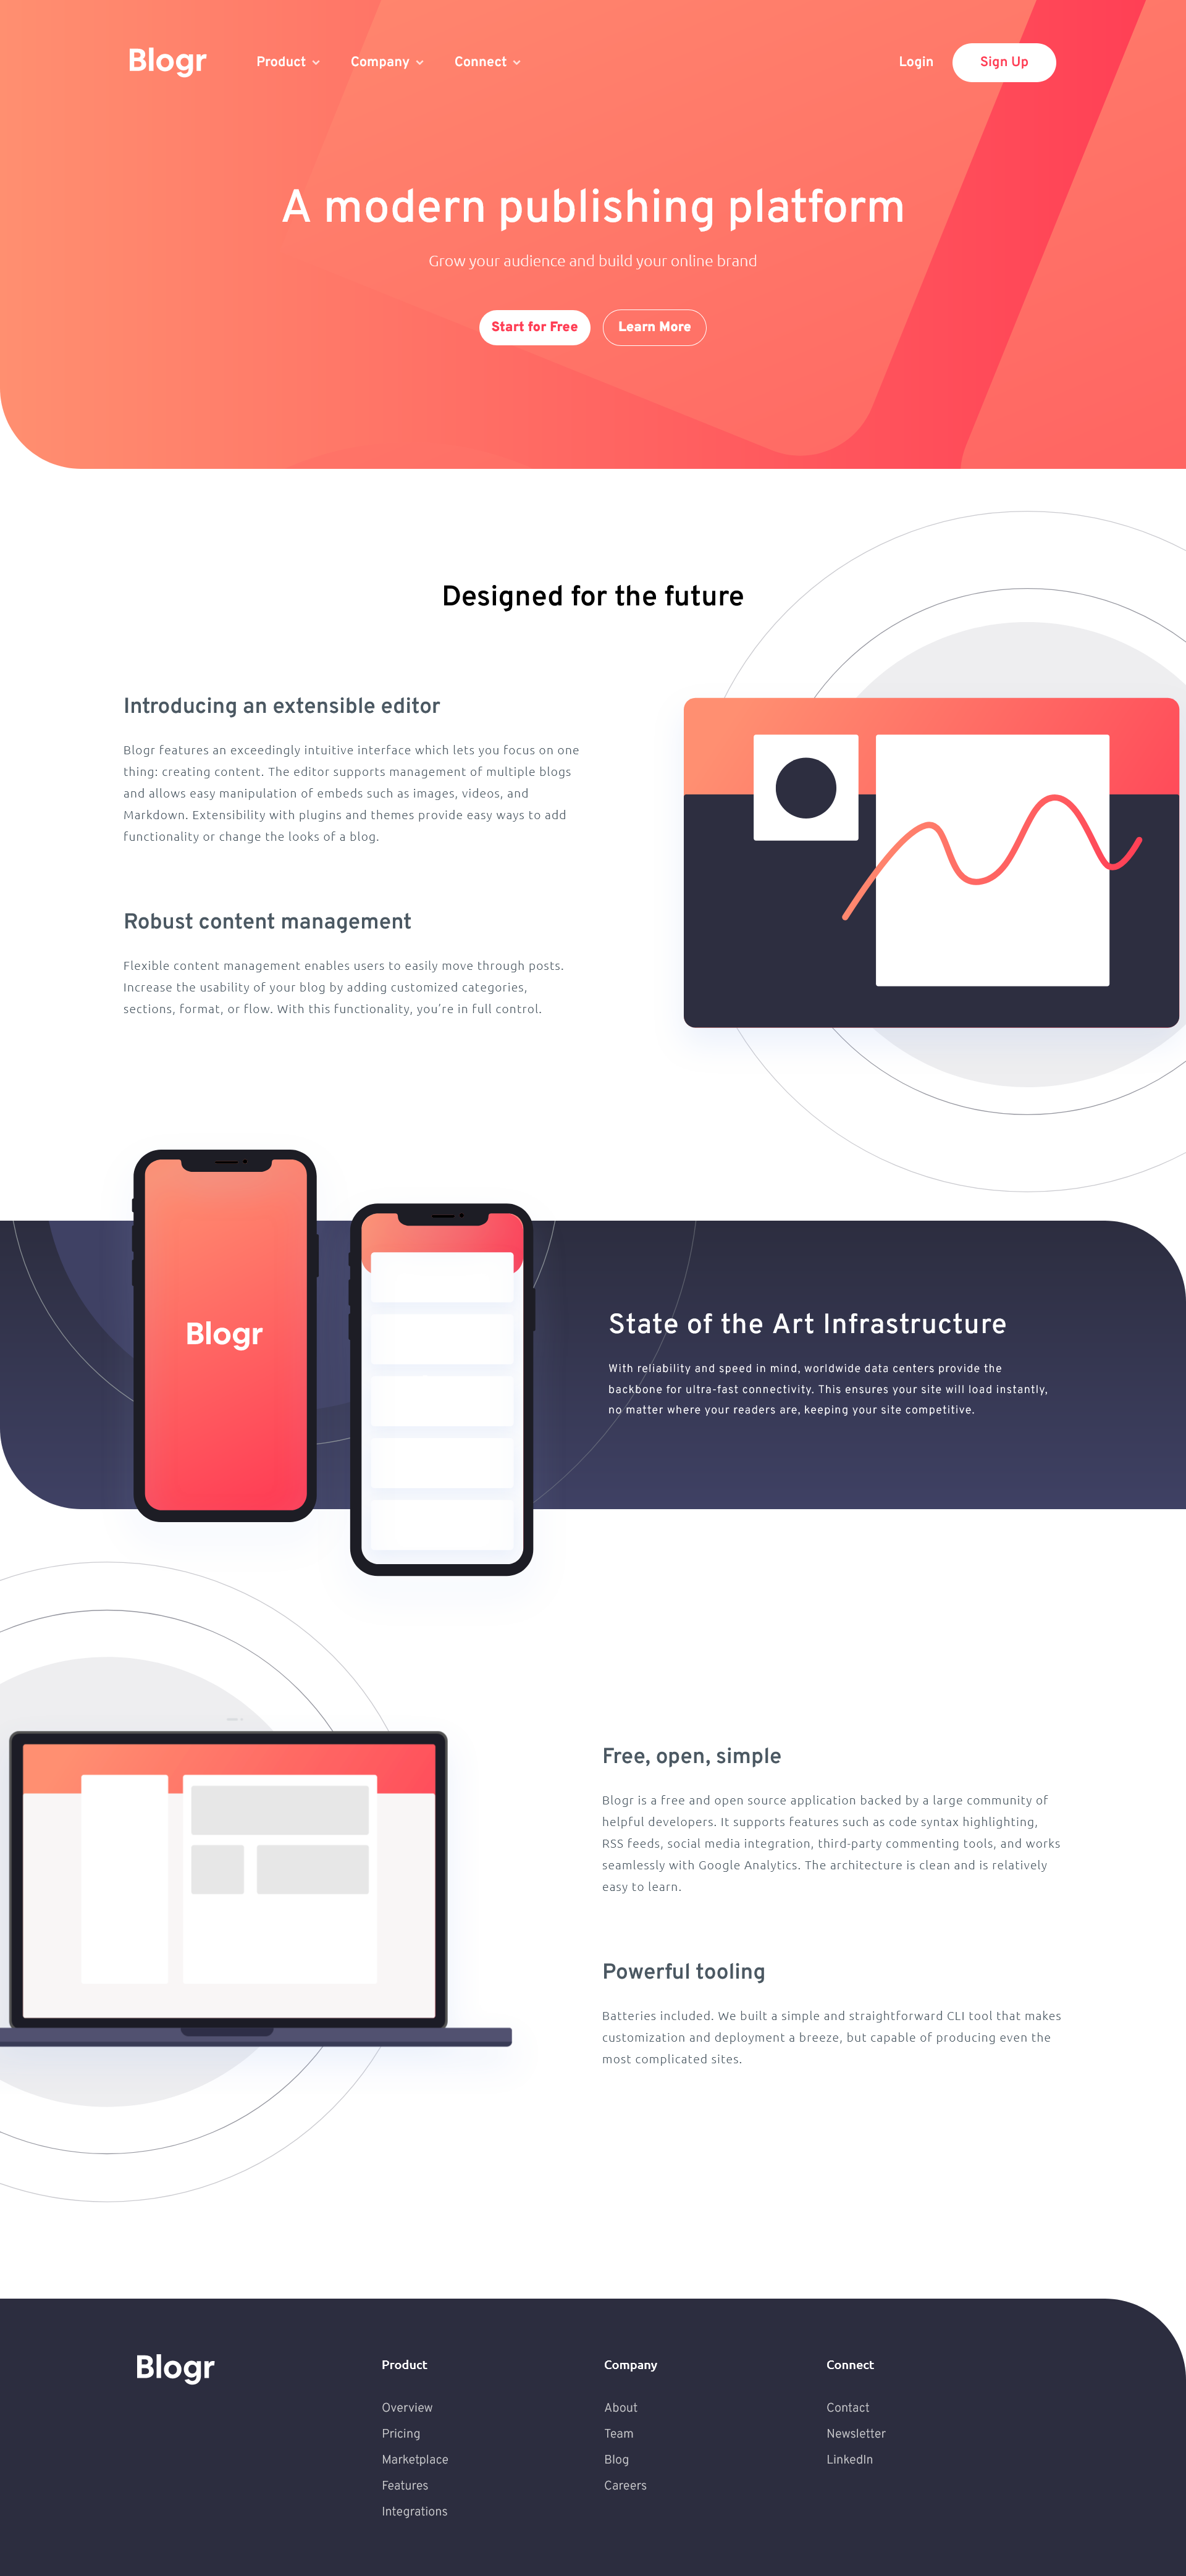 Blogr Product Company Connect Login Sign Up
A modern publishing platform
Grow your audience and build your online brand
Start for Free Learn More
Designed for the future
Introducing an extensible editor
Blogr features an exceedingly intuitive interface which lets you focus on one
thing: creating content. The editor supports management of multiple blogs
and allows easy manipulation of embeds such as images, videos, and
Markdown. Extensibility with plugins and themes provide easy ways to add
functionality or change the looks of a blog.
Robust content management
Flexible content management enables users to easily move through posts.
Increase the usability of your blog by adding customized categories,
sections, format, or flow. With this functionality, you’re in full control.
Blogr
State of the Art Infrastructure
With reliability and speed in mind, worldwide data centers provide the
backbone for ultra-fast connectivity. This ensures your site will load instantly,
no matter where your readers are, keeping your site competitive.
Free, open, simple
Blogr is a free and open source application backed by a large community of
helpful developers. It supports features such as code syntax highlighting,
RSS feeds, social media integration, third-party commenting tools, and works
seamlessly with Google Analytics. The architecture is clean and is relatively
easy to learn.
Powerful tooling
Batteries included. We built a simple and straightforward CLI tool that makes
customization and deployment a breeze, but capable of producing even the
most complicated sites.
Blogr
Product
Overview
Pricing
Marketplace
Features
Integrations
Company
About
Team
Blog
Careers
Connect
Contact
Newsletter
LinkedIn